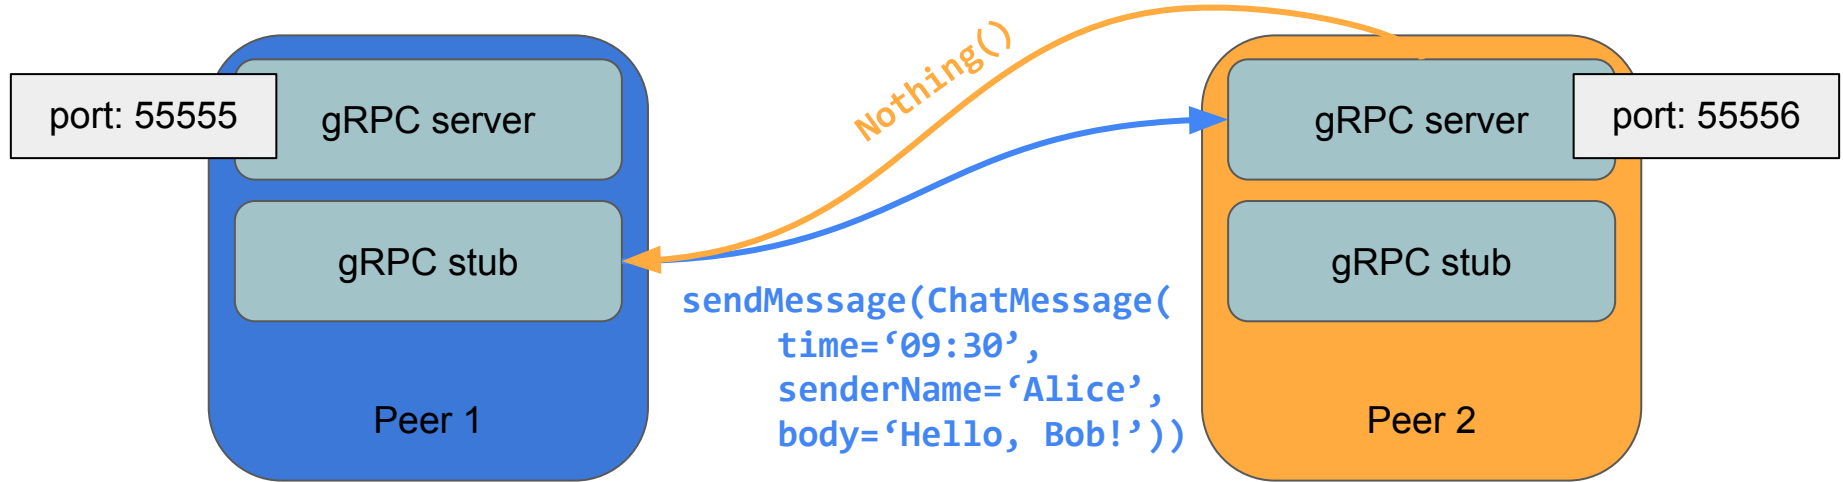 port: 55555
gRPC server
gRPC stub
Peer 1
Nothing()
sendMessage(ChatMessage(
time=‘09:30’,
senderName=‘Alice’,
body=‘Hello, Bob!’))
gRPC server
port: 55556
gRPC stub
Peer 2